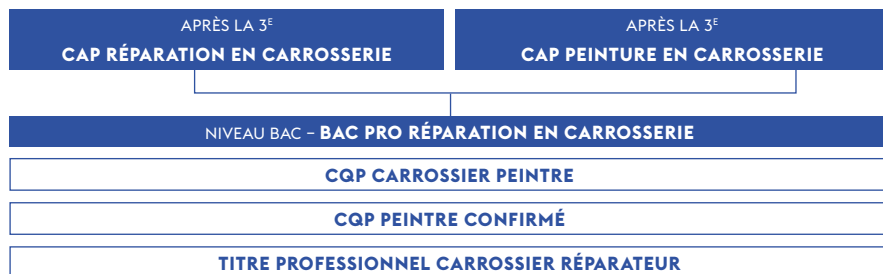 APRÈS LA 3E
CAP RÉPARATION EN CARROSSERIE
APRÈS LA 3E
CAP PEINTURE EN CARROSSERIE
NIVEAU BAC – BAC PRO RÉPARATION EN CARROSSERIE
CQP CARROSSIER PEINTRE
CQP PEINTRE CONFIRMÉ
TITRE PROFESSIONNEL CARROSSIER RÉPARATEUR